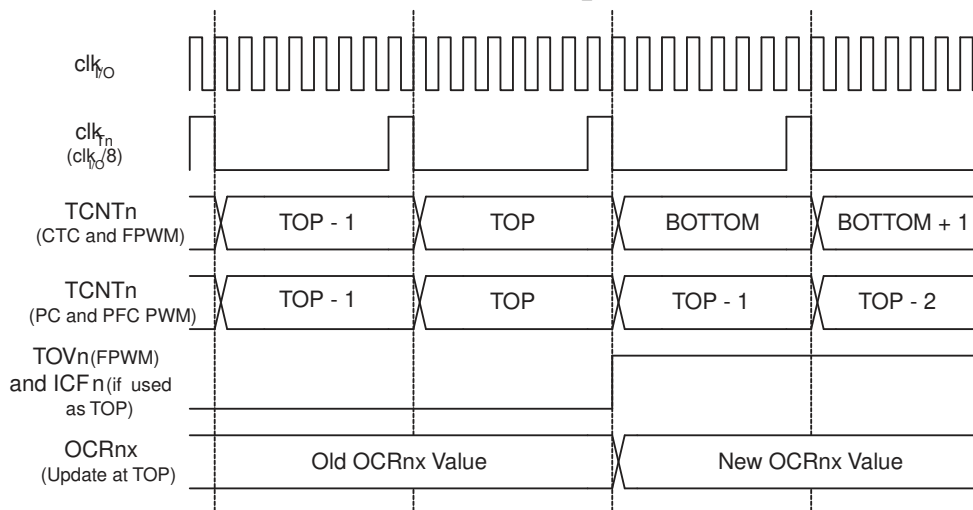 clkI/O
clkTn
(clkI/O/8)
TCNTn
(CTC and FPWM)
TOP - 1
TOP
BOTTOM
BOTTOM + 1
TCNTn
(PC and PFC PWM)
TOP - 1
TOP
TOP - 1
TOP - 2
TOVn (FPWM)
and ICFn (if used
as TOP)
OCRnx
(Update at TOP)
Old OCRnx Value
New OCRnx Value